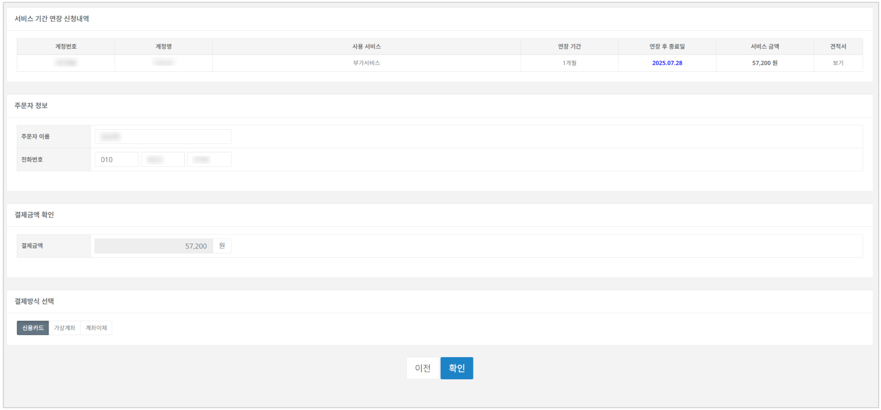 서비스 기간 연장 신청내역
계정번호 계정명 사용 서비스 연장 기간 연장 후 종료일 서비스 금액 견적서
부가서비스 1개월 2025.07.28 57,200 원 보기
주문자 정보
주문자 이름
전화번호 010
결제금액 확인
결제금액 57,200 원
결제방식 선택
신용카드 가상계좌 계좌이체
이전 확인